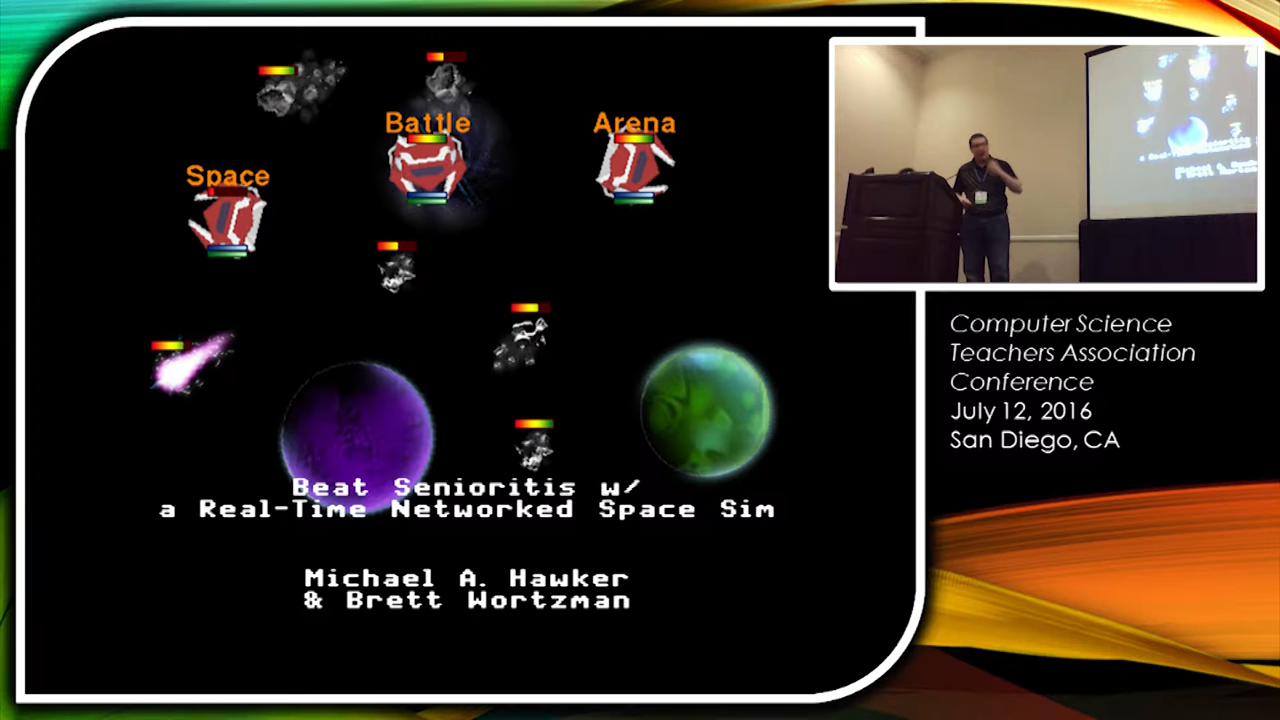 Space
Battle
Arena
Beat Senioritis w/
a Real-Time Networked Space Sim
Michael A. Hawker
& Brett Wortzman
Computer Science
Teachers Association
Conference
July 12, 2016
San Diego, CA